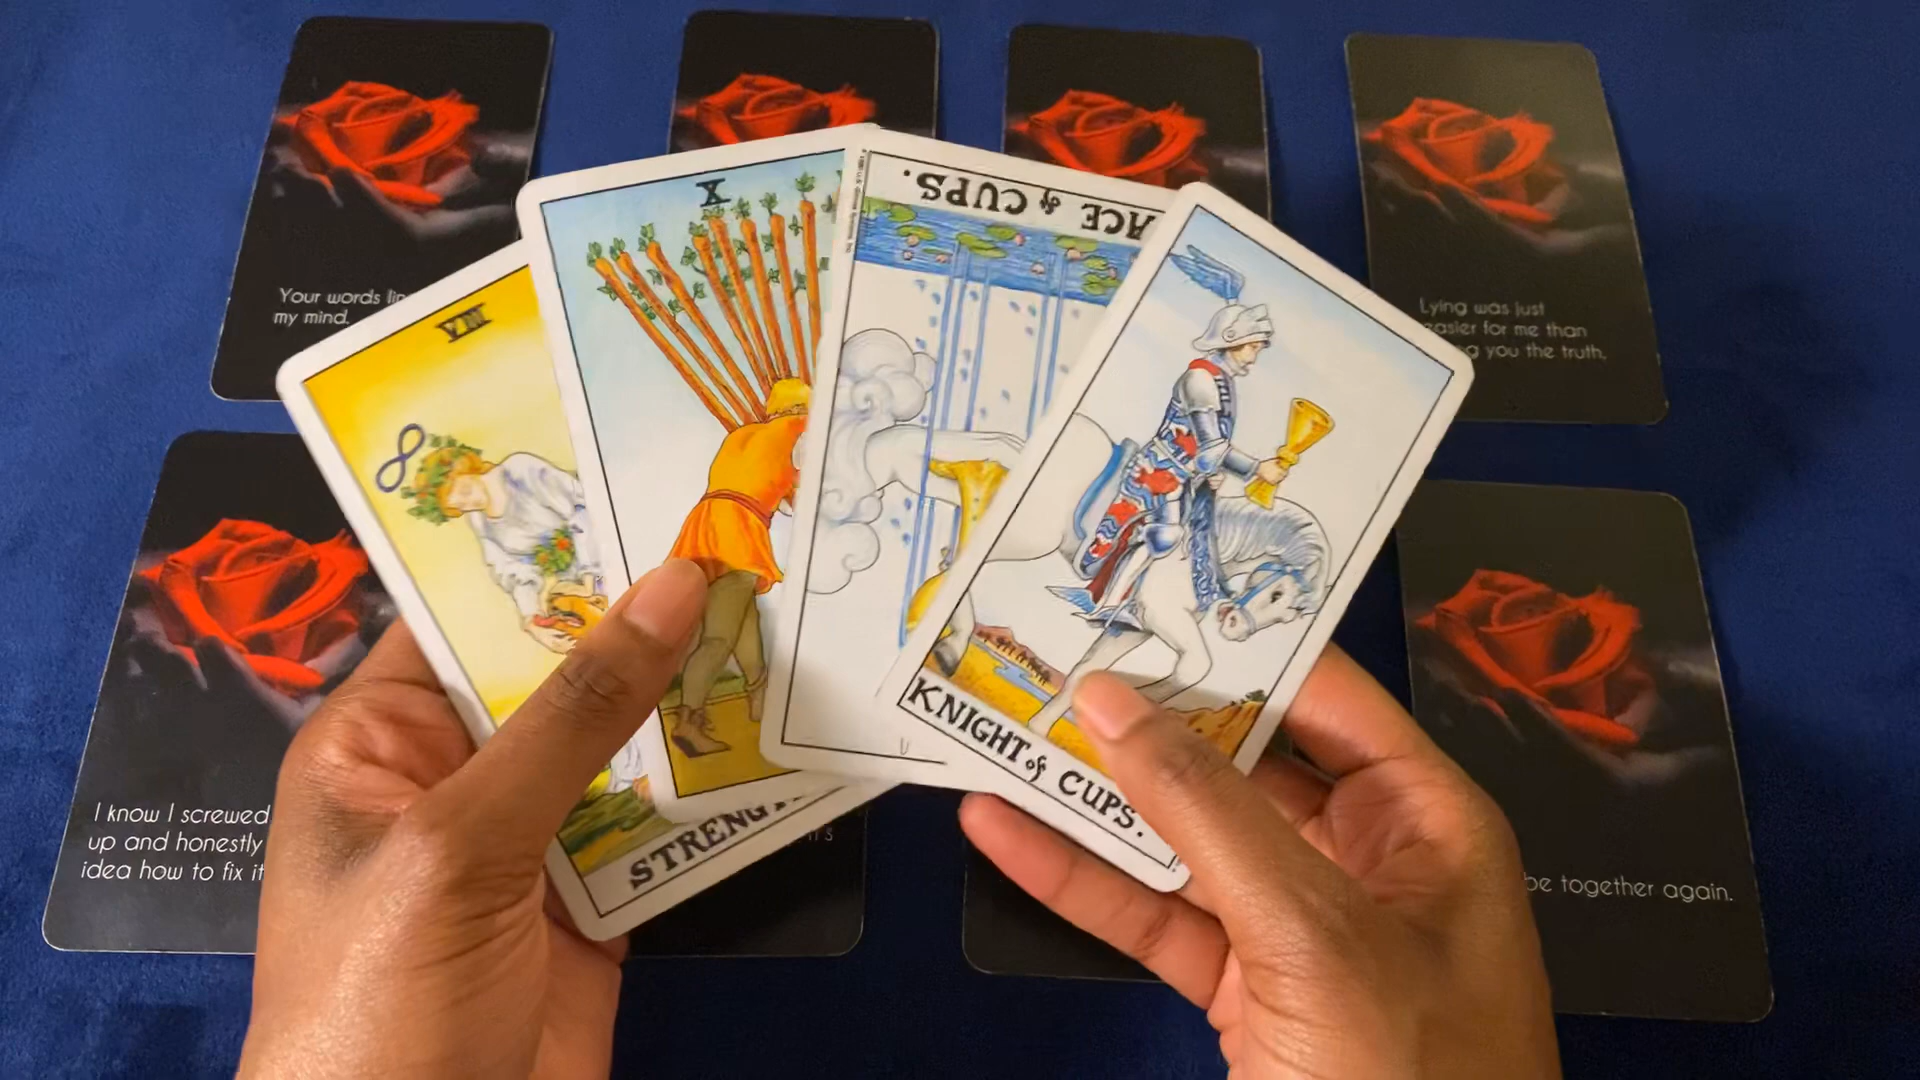 Your words
my mind.
Lying was just
easier for me than
you the truth,
VIII
X
ACE of CUPS.
KNIGHT of CUPS.
I know I screwed
up and honestly
idea how to fix it
be together again.